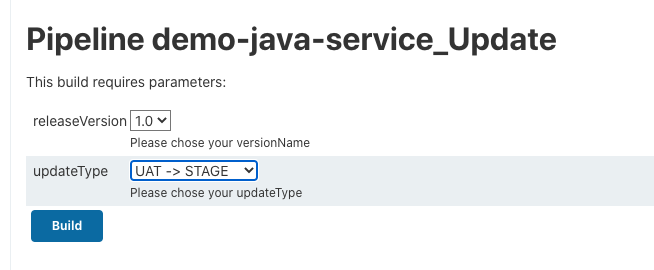 Pipeline demo-java-service_Update
This build requires parameters:
releaseVersion 1.0
Please chose your versionName
updateType UAT -> STAGE
Please chose your updateType
Build